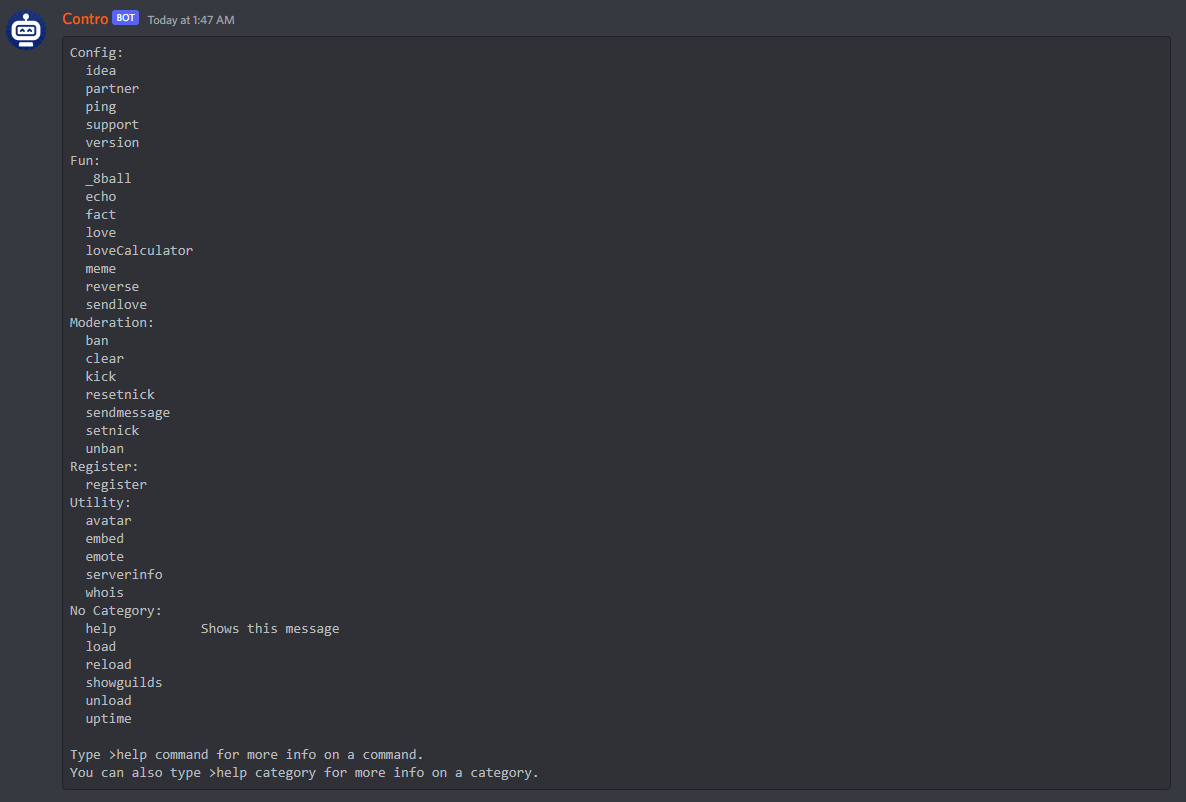 Contro BOT Today at 1:47 AM
Config:
  idea
  partner
  ping
  support
  version
Fun:
  _8ball
  echo
  fact
  love
  loveCalculator
  meme
  reverse
  sendlove
Moderation:
  ban
  clear
  kick
  resetnick
  sendmessage
  setnick
  unban
Register:
  register
Utility:
  avatar
  embed
  emote
  serverinfo
  whois
No Category:
  help           Shows this message
  load
  reload
  showguilds
  unload
  uptime

Type >help command for more info on a command.
You can also type >help category for more info on a category.